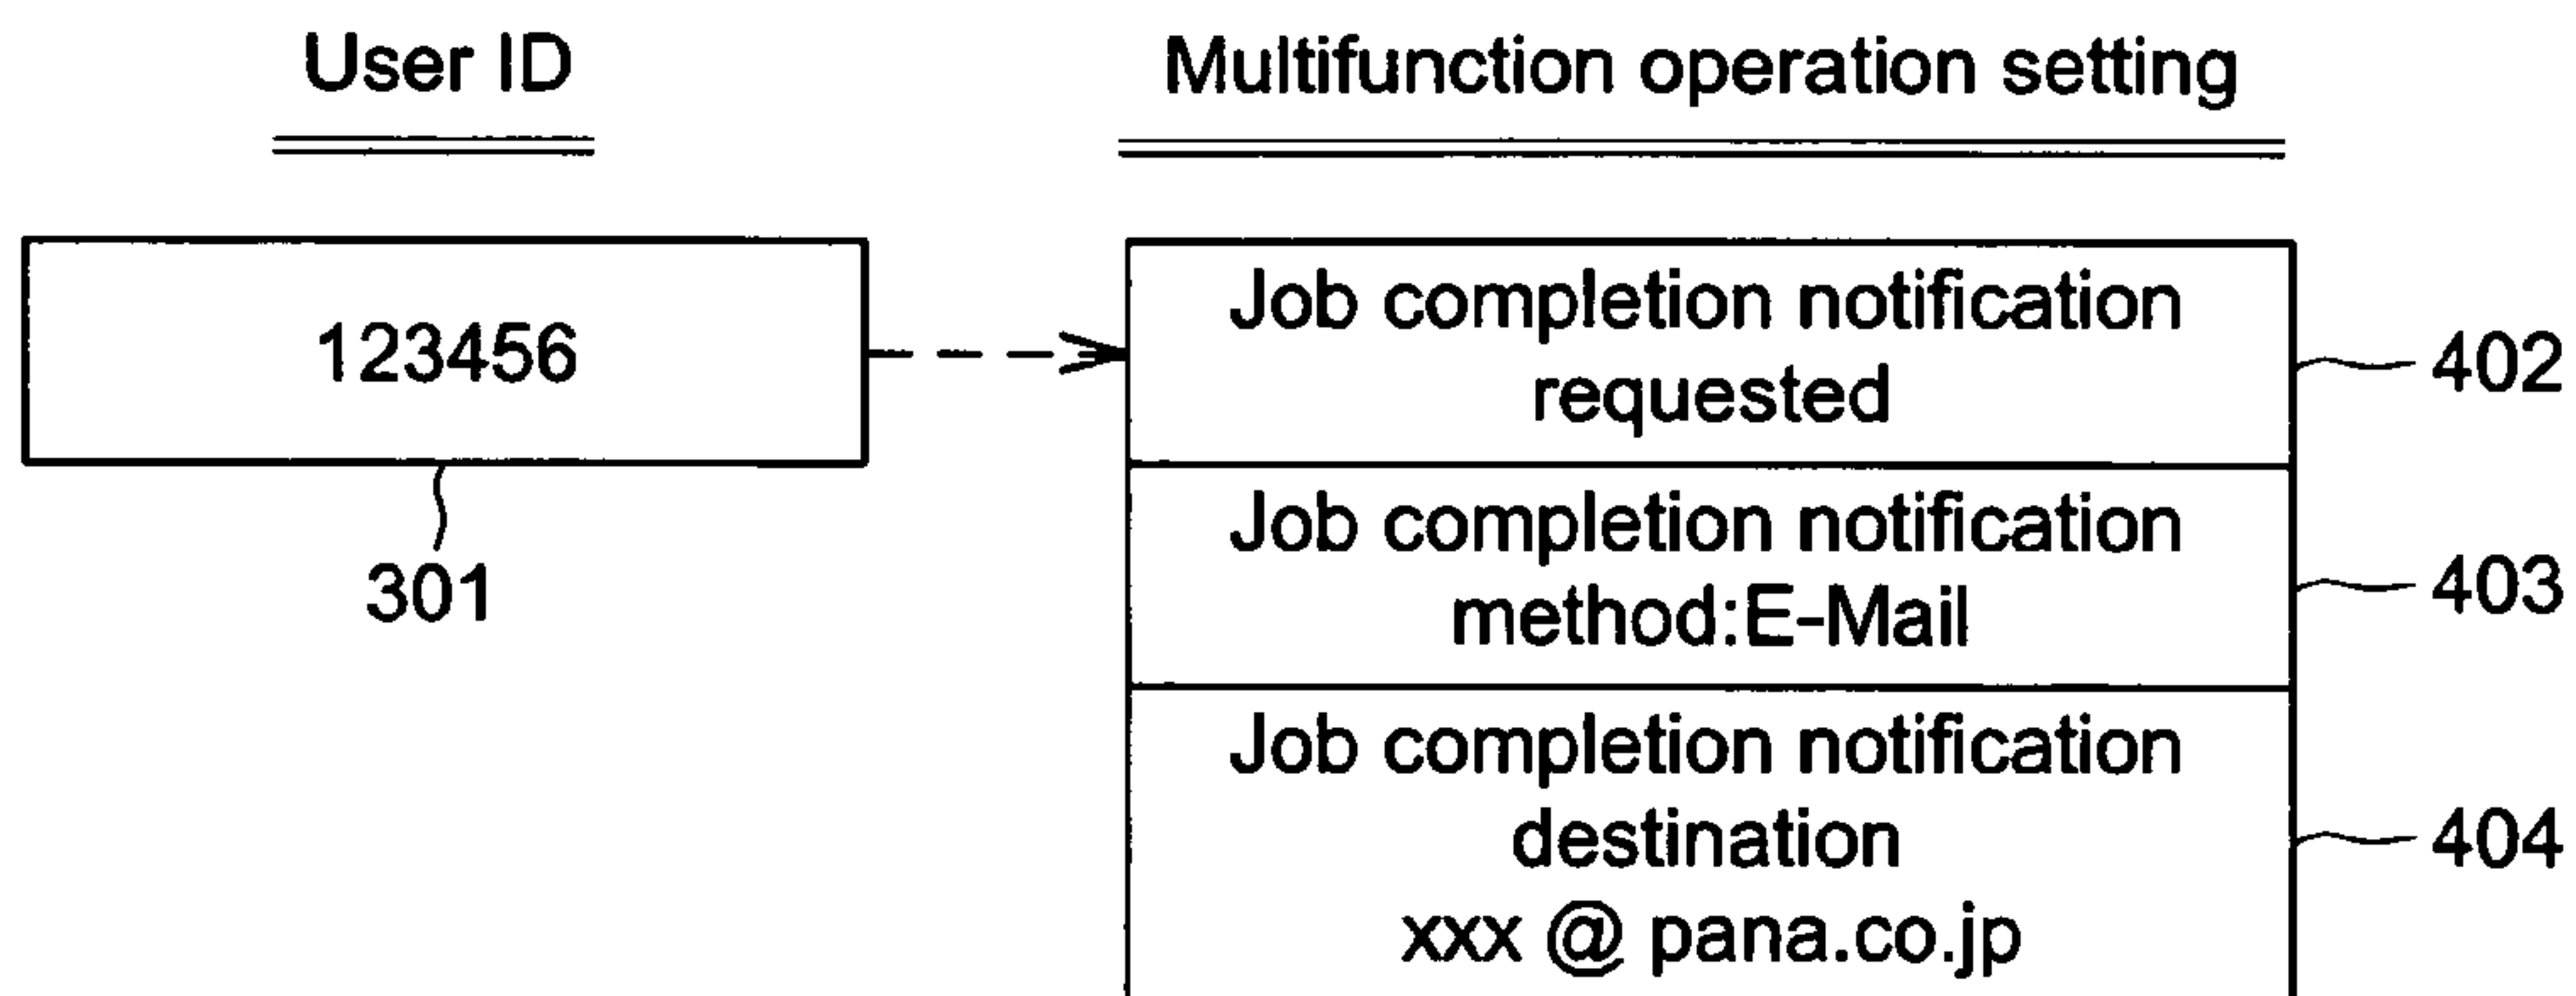 User ID
Multifunction operation setting
123456
301
Job completion notification
requested
402
Job completion notification
method:E-Mail
403
Job completion notification
destination
xxx @ pana.co.jp
404